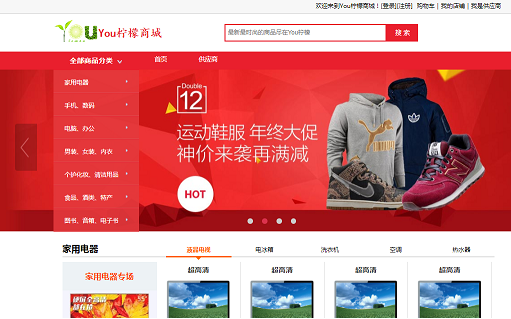 欢迎来到You柠檬商城！[登录][注册] 购物车 | 我的店铺 | 我是供应商
You You柠檬商城
最新最时尚的商品尽在You柠檬
搜 索
全部商品分类 首页 供应商
家用电器
手机、数码
电脑、办公
男装、女装、内衣
个护化妆、清洁用品
食品、酒类、特产
图书、音箱、电子书
Double
12
运动鞋服 年终大促
神价来袭再满减
HOT
家用电器 液晶电视 电冰箱 洗衣机 空调 热水器
家用电器专场
超高清 超高清 超高清 超高清